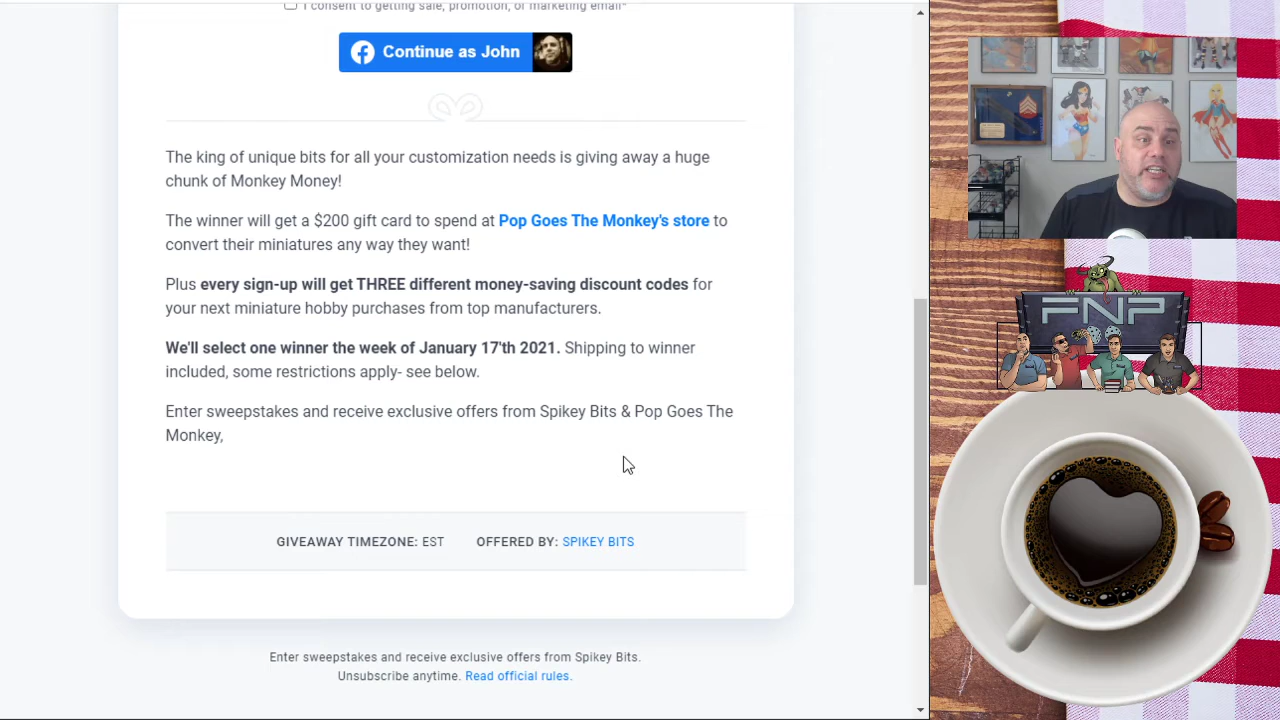 I consent to getting sale, promotion, or marketing email*
Continue as John
The king of unique bits for all your customization needs is giving away a huge
chunk of Monkey Money!
The winner will get a $200 gift card to spend at Pop Goes The Monkey's store to
convert their miniatures any way they want!
Plus every sign-up will get THREE different money-saving discount codes for
your next miniature hobby purchases from top manufacturers.
We'll select one winner the week of January 17'th 2021. Shipping to winner
included, some restrictions apply- see below.
Enter sweepstakes and receive exclusive offers from Spikey Bits & Pop Goes The
Monkey,
GIVEAWAY TIMEZONE: EST OFFERED BY: SPIKEY BITS
Enter sweepstakes and receive exclusive offers from Spikey Bits.
Unsubscribe anytime. Read official rules.
FNP